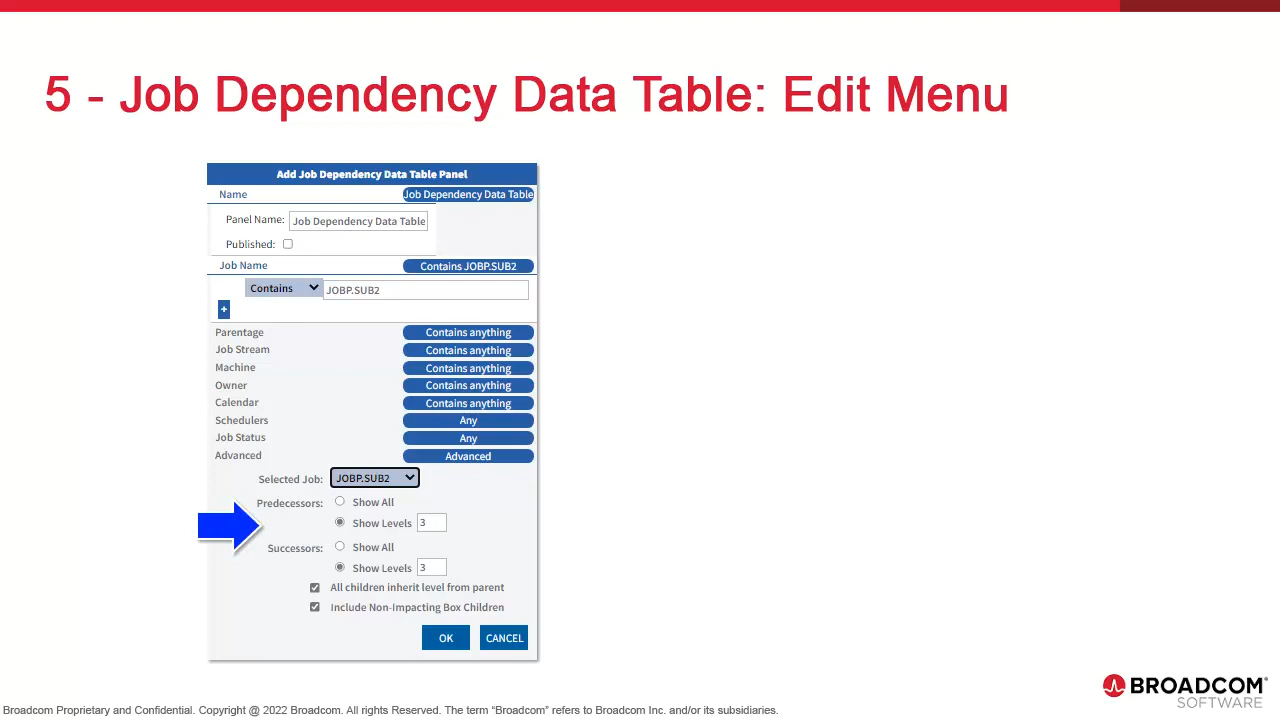 5 - Job Dependency Data Table: Edit Menu
Add Job Dependency Data Table Panel
Name Job Dependency Data Table
Panel Name: Job Dependency Data Table
Published:
Job Name Contains JOBP.SUB2
Contains JOBP.SUB2
+
Parentage Contains anything
Job Stream Contains anything
Machine Contains anything
Owner Contains anything
Calendar Contains anything
Schedulers Any
Job Status Any
Advanced Advanced
Selected Job: JOBP.SUB2
Predecessors: Show All
Show Levels 3
Successors: Show All
Show Levels 3
All children inherit level from parent
Include Non-Impacting Box Children
OK CANCEL
BROADCOM®
SOFTWARE
Broadcom Proprietary and Confidential. Copyright @ 2022 Broadcom. All rights Reserved. The term “Broadcom” refers to Broadcom Inc. and/or its subsidiaries.